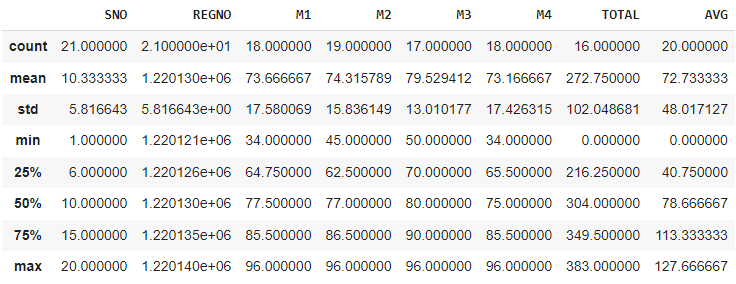 SNO REGNO M1 M2 M3 M4 TOTAL AVG
count 21.000000 2.100000e+01 18.000000 19.000000 17.000000 18.000000 16.000000 20.000000
mean 10.333333 1.220130e+06 73.666667 74.315789 79.529412 73.166667 272.750000 72.733333
std 5.816643 5.816643e+00 17.580069 15.836149 13.010177 17.426315 102.048681 48.017127
min 1.000000 1.220121e+06 34.000000 45.000000 50.000000 34.000000 0.000000 0.000000
25% 6.000000 1.220126e+06 64.750000 62.500000 70.000000 65.500000 216.250000 40.750000
50% 10.000000 1.220130e+06 77.500000 77.000000 80.000000 75.000000 304.000000 78.666667
75% 15.000000 1.220135e+06 85.500000 86.500000 90.000000 85.500000 349.500000 113.333333
max 20.000000 1.220140e+06 96.000000 96.000000 96.000000 96.000000 383.000000 127.666667